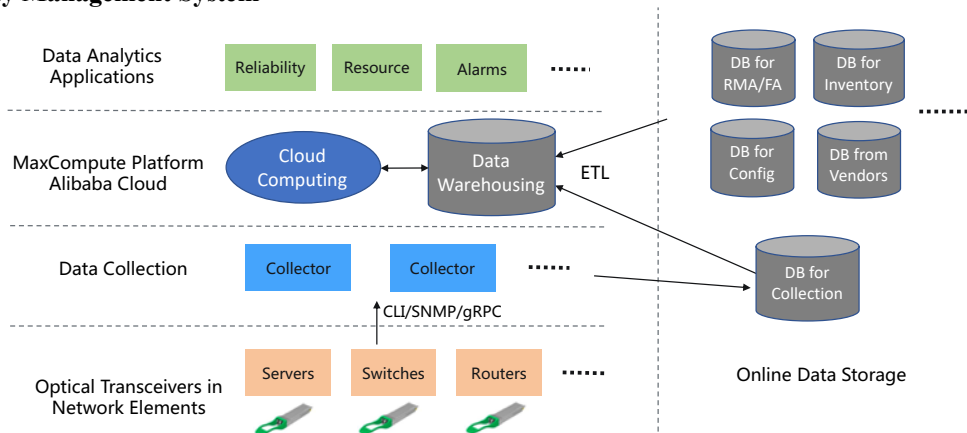 y Management System
Data Analytics
Applications
Reliability
Resource
Alarms
DB for
RMA/FA
DB for
Inventory
MaxCompute Platform
Alibaba Cloud
Cloud
Computing
Data
Warehousing
ETL
DB for
Config
DB from
Vendors
Data Collection
Collector
Collector
DB for
Collection
CLI/SNMP/gRPC
Optical Transceivers in
Network Elements
Servers
Switches
Routers
Online Data Storage